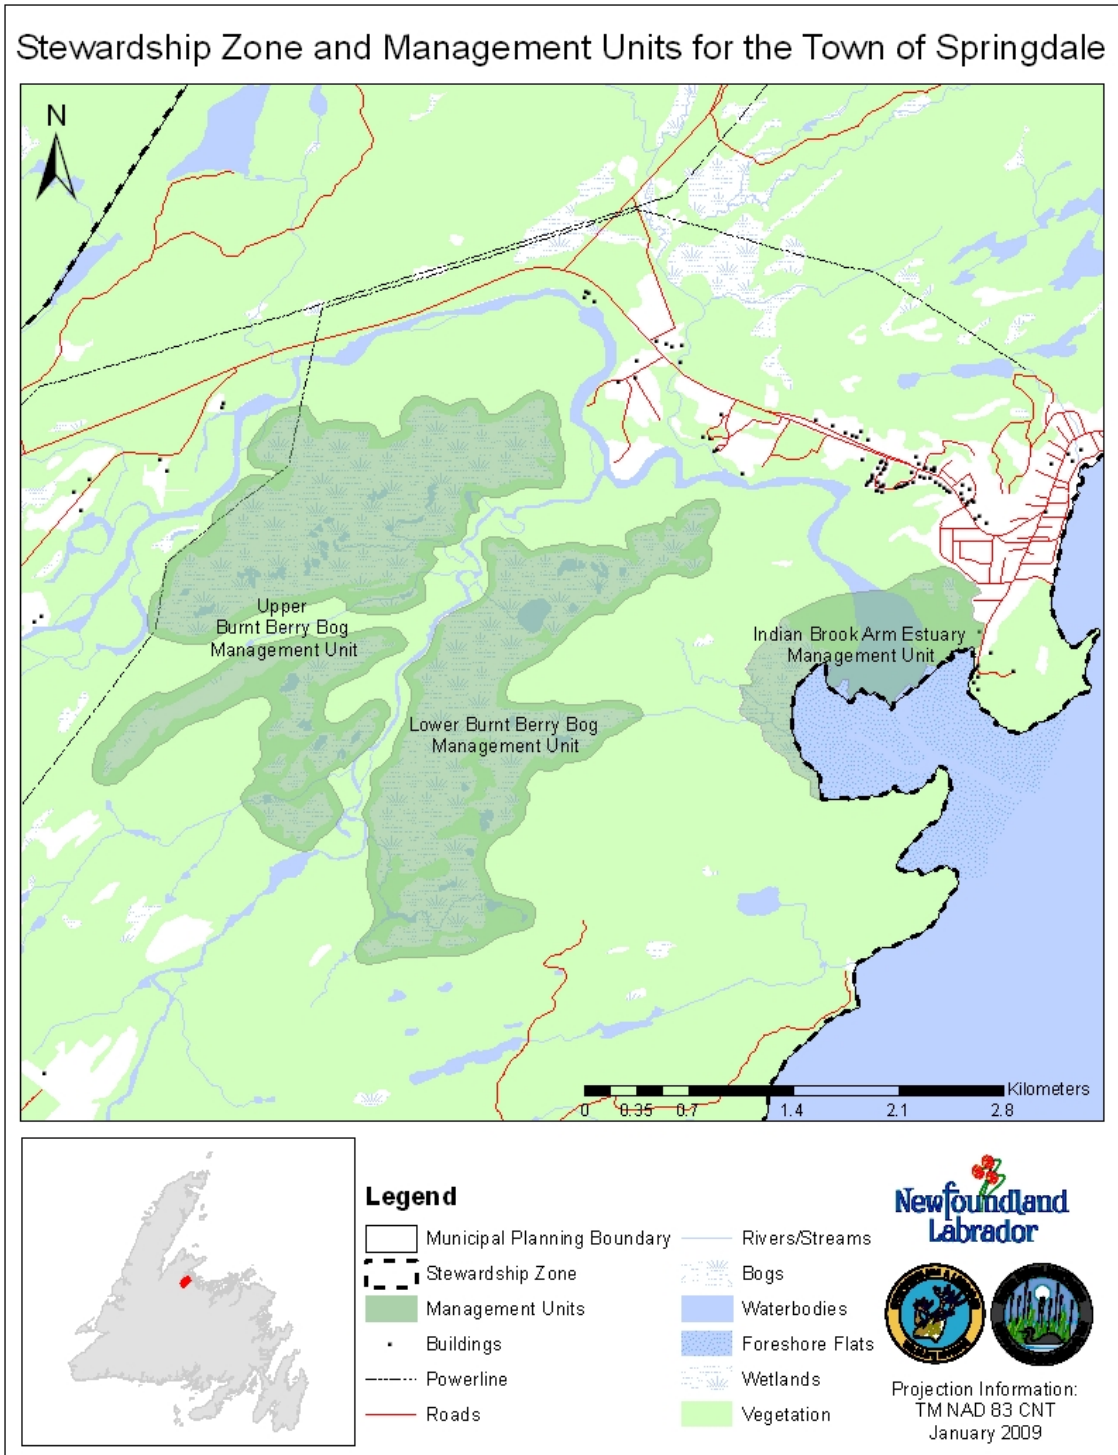 Stewardship Zone and Management Units for the Town of Springdale
N
Upper
Burnt Berry Bog
Management Unit
Indian Brook Arm Estuary
Management Unit
Lower Burnt Berry Bog
Management Unit
Kilometers
0 0.35 0.7 1.4 2.1 2.8
Legend
Municipal Planning Boundary
Stewardship Zone
Management Units
Buildings
Powerline
Roads
Rivers/Streams
Bogs
Waterbodies
Foreshore Flats
Wetlands
Vegetation
Newfoundland
Labrador
Projection Information:
TM NAD 83 CNT
January 2009